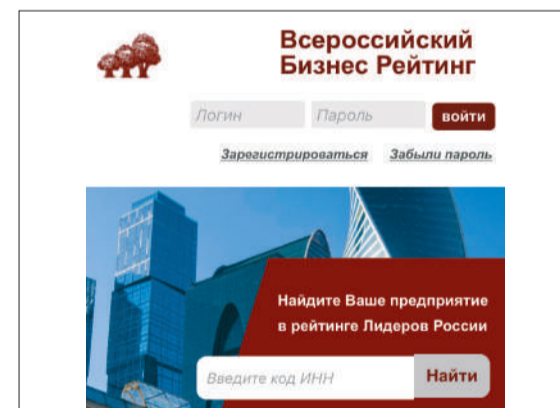 Всероссийский
Бизнес Рейтинг
Логин Пароль войти
Зарегистрироваться Забыли пароль
Найдите Ваше предприятие
в рейтинге Лидеров России
Введите код ИНН Найти